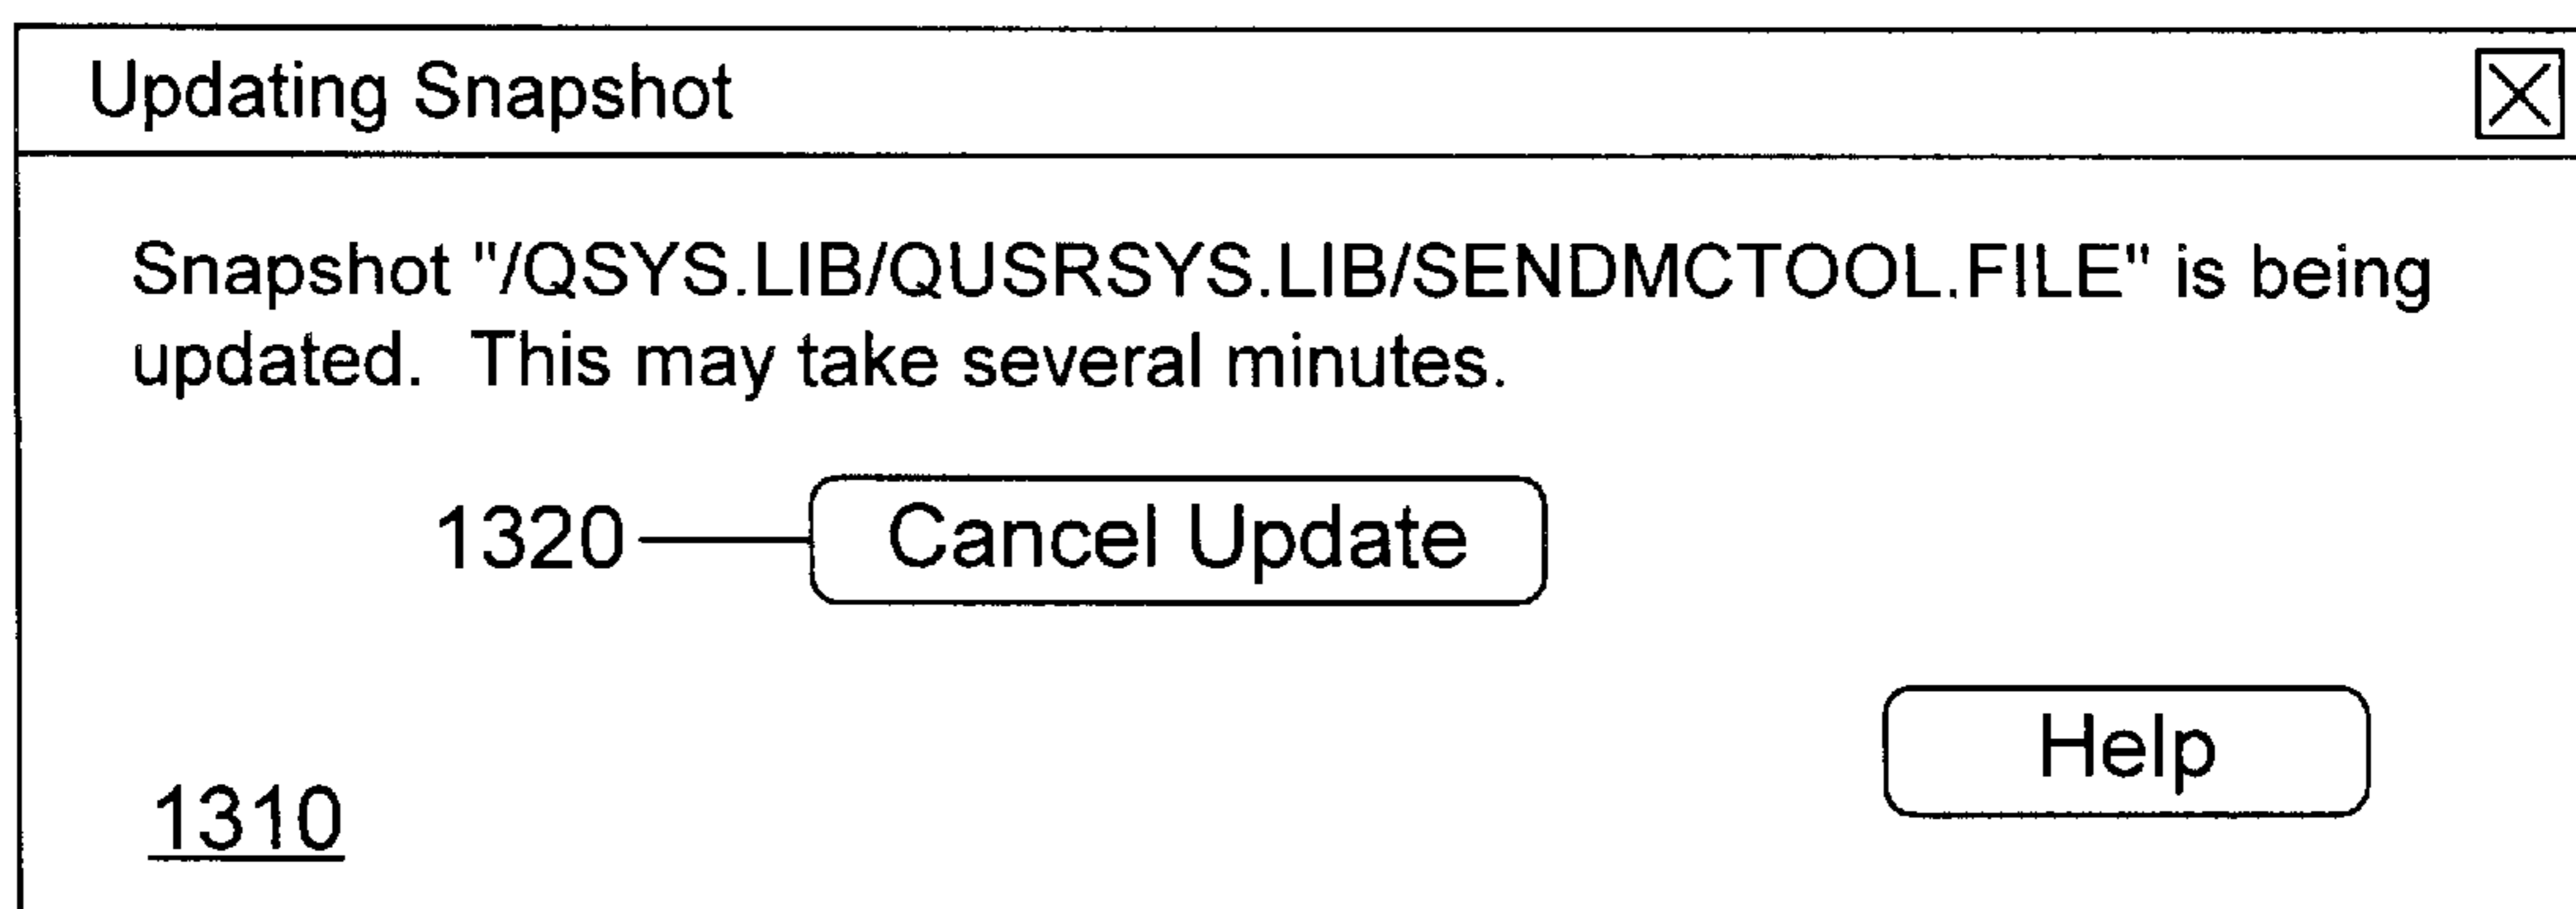 Updating Snapshot
Snapshot "/QSYS.LIB/QUSRSYS.LIB/SENDMCTOOL.FILE" is being
updated.  This may take several minutes.
1320
Cancel Update
Help
1310